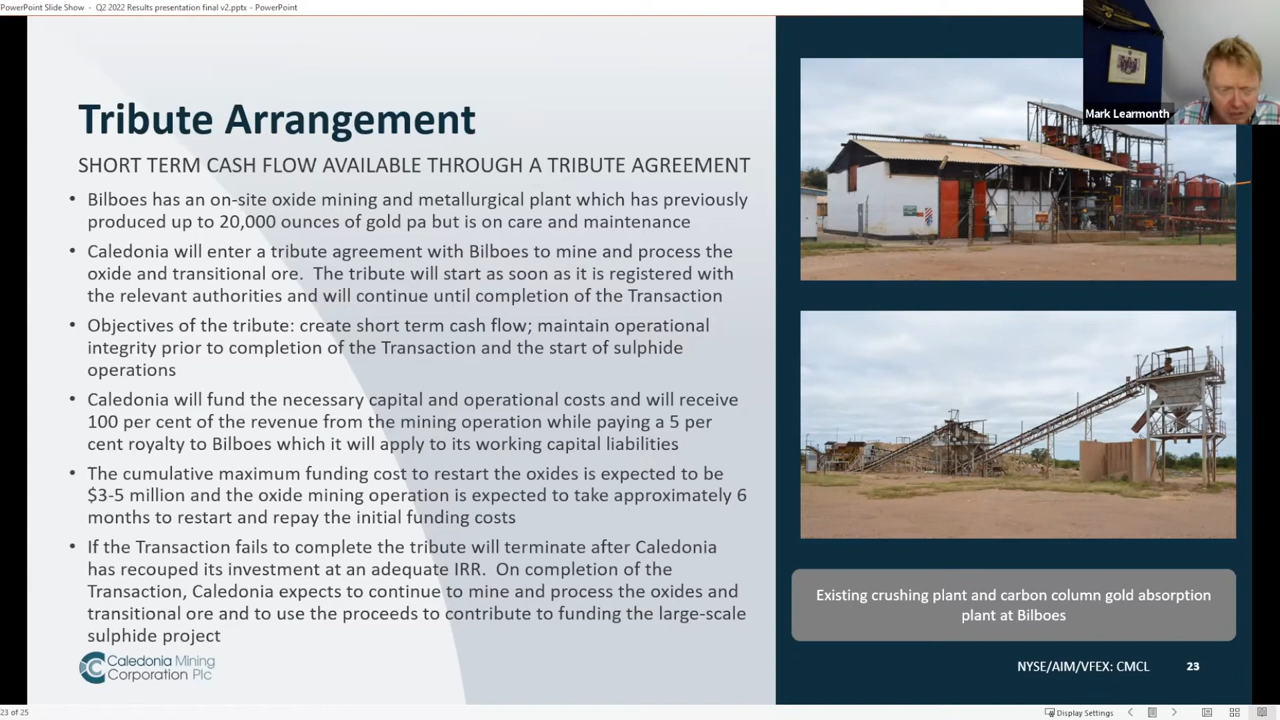 PowerPoint Slide Show - Q2 2022 Results presentation final v2.pptx - PowerPoint
Mark Learmonth
Tribute Arrangement
SHORT TERM CASH FLOW AVAILABLE THROUGH A TRIBUTE AGREEMENT
• Bilboes has an on-site oxide mining and metallurgical plant which has previously
produced up to 20,000 ounces of gold pa but is on care and maintenance
• Caledonia will enter a tribute agreement with Bilboes to mine and process the
oxide and transitional ore. The tribute will start as soon as it is registered with
the relevant authorities and will continue until completion of the Transaction
• Objectives of the tribute: create short term cash flow; maintain operational
integrity prior to completion of the Transaction and the start of sulphide
operations
• Caledonia will fund the necessary capital and operational costs and will receive
100 per cent of the revenue from the mining operation while paying a 5 per
cent royalty to Bilboes which it will apply to its working capital liabilities
• The cumulative maximum funding cost to restart the oxides is expected to be
$3-5 million and the oxide mining operation is expected to take approximately 6
months to restart and repay the initial funding costs
• If the Transaction fails to complete the tribute will terminate after Caledonia
has recouped its investment at an adequate IRR. On completion of the
Transaction, Caledonia expects to continue to mine and process the oxides and
transitional ore and to use the proceeds to contribute to funding the large-scale
sulphide project
Caledonia Mining
Corporation Plc
Existing crushing plant and carbon column gold absorption
plant at Bilboes
NYSE/AIM/VFEX: CMCL 23
23 of 25
Display Settings